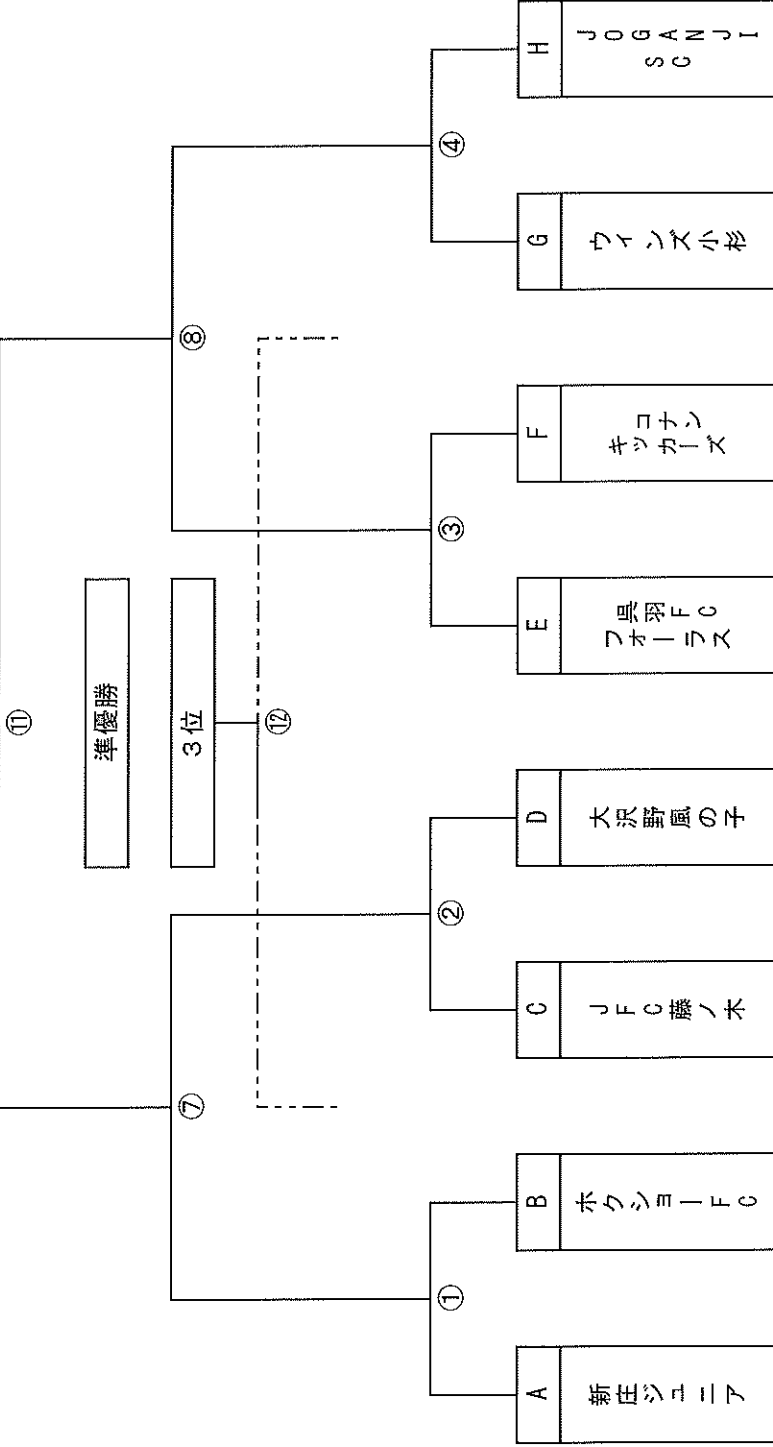 ⑪
準優勝
3位
⑫
⑦
⑧
①
②
③
④
A
新庄ジュニア
B
ホクショーFC
C
JFC藤ノ木
D
大沢野風の子
E
呉羽FC
フォーラス
F
コナン
キッカーズ
G
ウインズ小杉
H
JOGANJI
SC